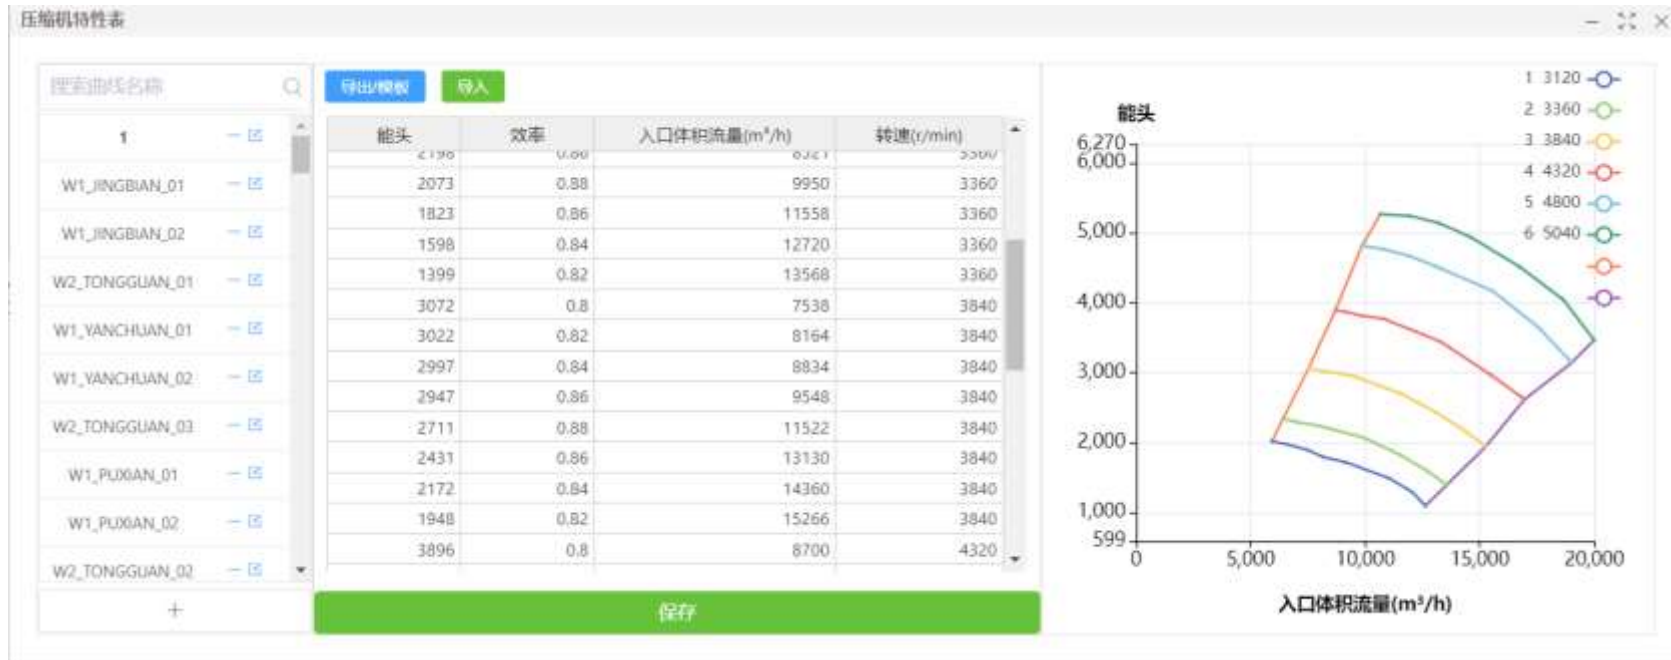 压缩机特性表
搜索曲线名称
1
W1_JINGBIAN_01
W1_JINGBIAN_02
W2_TONGGUAN_01
W1_YANCHUAN_01
W1_YANCHUAN_02
W2_TONGGUAN_03
W1_PUXIAN_01
W1_PUXIAN_02
W2_TONGGUAN_02
+
导出/模板 导入
能头 效率 入口体积流量(m³/h) 转速(r/min)
2198 0.86 8321 3360
2073 0.88 9950 3360
1823 0.86 11558 3360
1598 0.84 12720 3360
1399 0.82 13568 3360
3072 0.8 7538 3840
3022 0.82 8164 3840
2997 0.84 8834 3840
2947 0.86 9548 3840
2711 0.88 11522 3840
2431 0.86 13130 3840
2172 0.84 14360 3840
1948 0.82 15266 3840
3896 0.8 8700 4320
保存
1 3120
2 3360
3 3840
4 4320
5 4800
6 5040
能头
6,270
6,000
5,000
4,000
3,000
2,000
1,000
599
0 5,000 10,000 15,000 20,000
入口体积流量(m³/h)